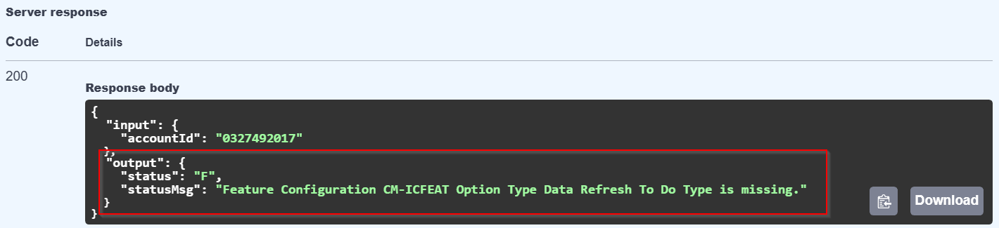 Server response
Code Details
200
Response body
{
"input": {
"accountId": "0327492017"
},
"output": {
"status": "F",
"statusMsg": "Feature Configuration CM-ICFEAT Option Type Data Refresh To Do Type is missing."
}
}
Download